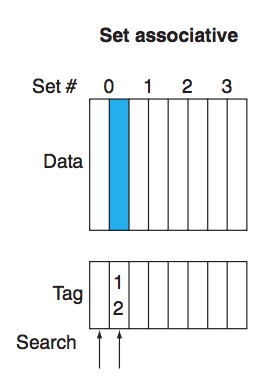 Set associative
Set # 0 1 2 3
Data
Tag
1
2
Search